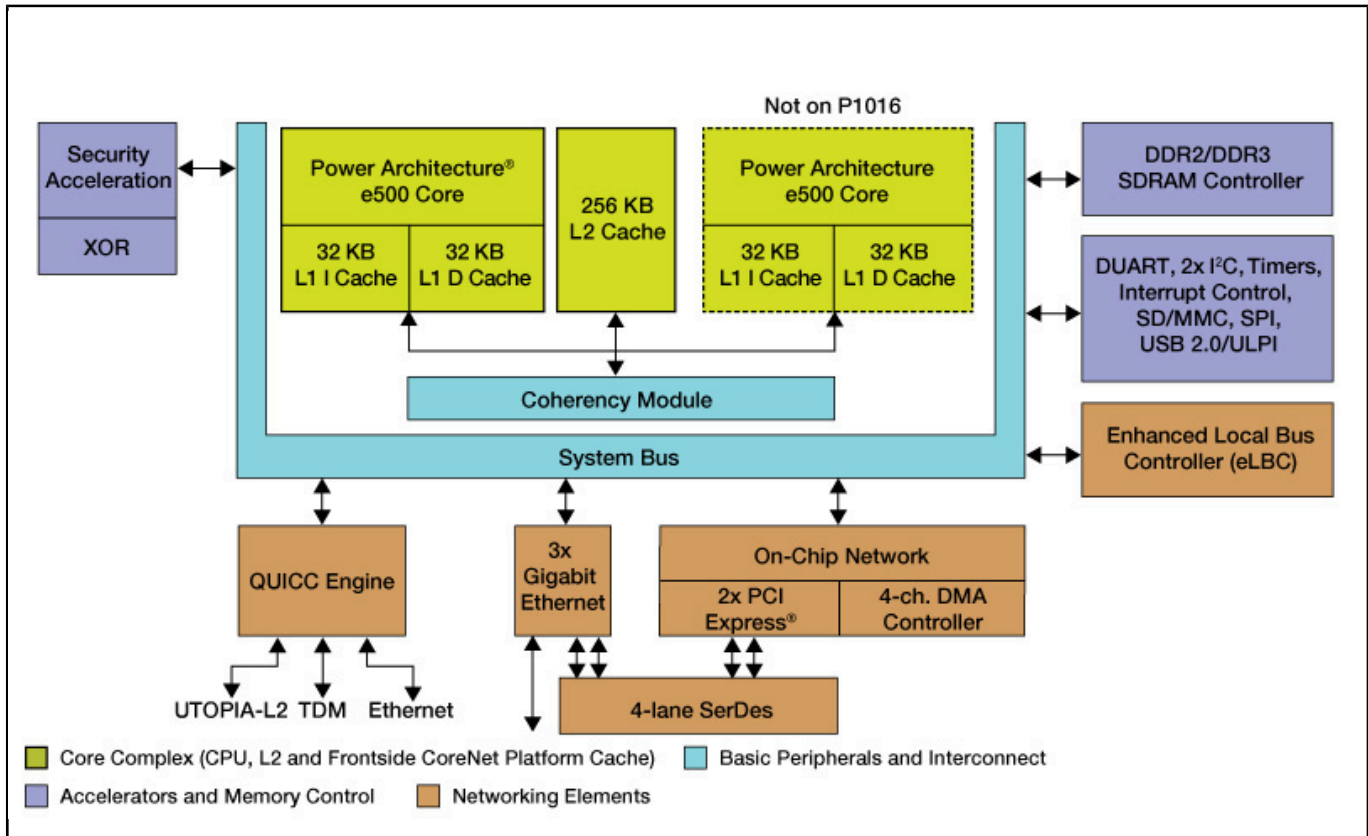 Not on P1016
Security
Acceleration
XOR
Power Architecture®
e500 Core
32 KB
L1 I Cache
32 KB
L1 D Cache
256 KB
L2 Cache
Power Architecture
e500 Core
32 KB
L1 I Cache
32 KB
L1 D Cache
DDR2/DDR3
SDRAM Controller
DUART, 2x I²C, Timers,
Interrupt Control,
SD/MMC, SPI,
USB 2.0/ULPI
Coherency Module
System Bus
Enhanced Local Bus
Controller (eLBC)
QUICC Engine
3x
Gigabit
Ethernet
On-Chip Network
2x PCI
Express®
4-ch. DMA
Controller
UTOPIA-L2 TDM Ethernet
4-lane SerDes
Core Complex (CPU, L2 and Frontside CoreNet Platform Cache)
Basic Peripherals and Interconnect
Accelerators and Memory Control
Networking Elements